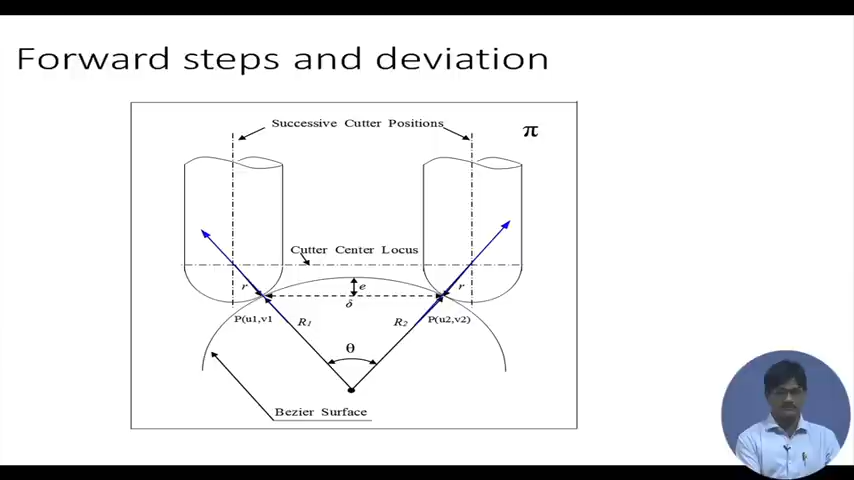 Forward steps and deviation
Successive Cutter Positions
π
Cutter Center Locus
r
e
r
δ
P(u1,v1
R1
R2
P(u2,v2)
θ
Bezier Surface